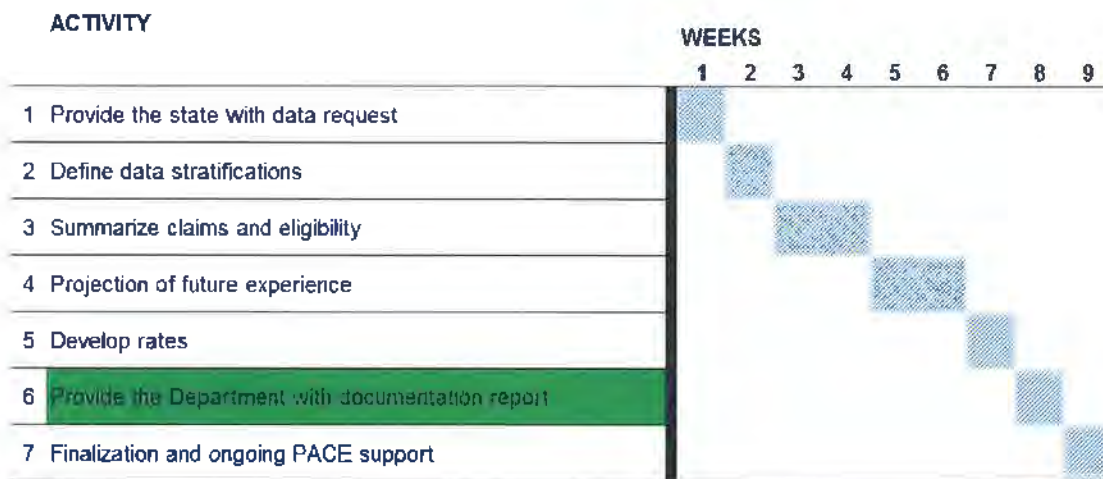 ACTIVITY
WEEKS
1 2 3 4 5 6 7 8 9
1 Provide the state with data request
2 Define data stratifications
3 Summarize claims and eligibility
4 Projection of future experience
5 Develop rates
6 Provide the Department with documentation report
7 Finalization and ongoing PACE support